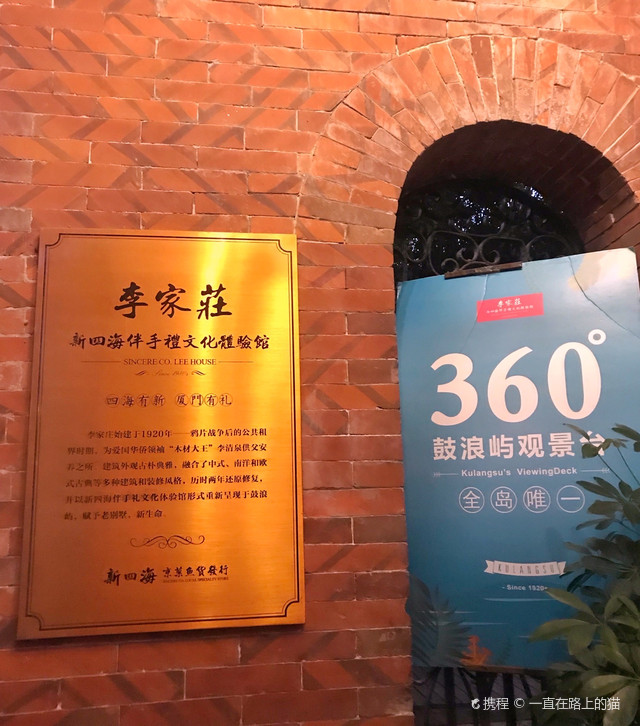 李家莊
新四海伴手禮文化體驗館
SINCERE CO. LEE HOUSE
四海有新 厦門有礼
李家庄始建于1920年——鸦片战争后的公共租
界时期。为爱国华侨领袖“木材大王”李清泉供父安
养之所。建筑外观古朴典雅，融合了中式、南洋和欧
式古典等多种建筑和装修风格，历时两年还原修复，
并以新四海伴手礼文化体验馆形式重新呈现于鼓浪
屿，赋予老别墅，新生命。
新四海
李家莊
360°
鼓浪屿观景台
Kulangsu's ViewingDeck
全岛唯一
KULANGSU
- Since 1920-
携程 © 一直在路上的猫